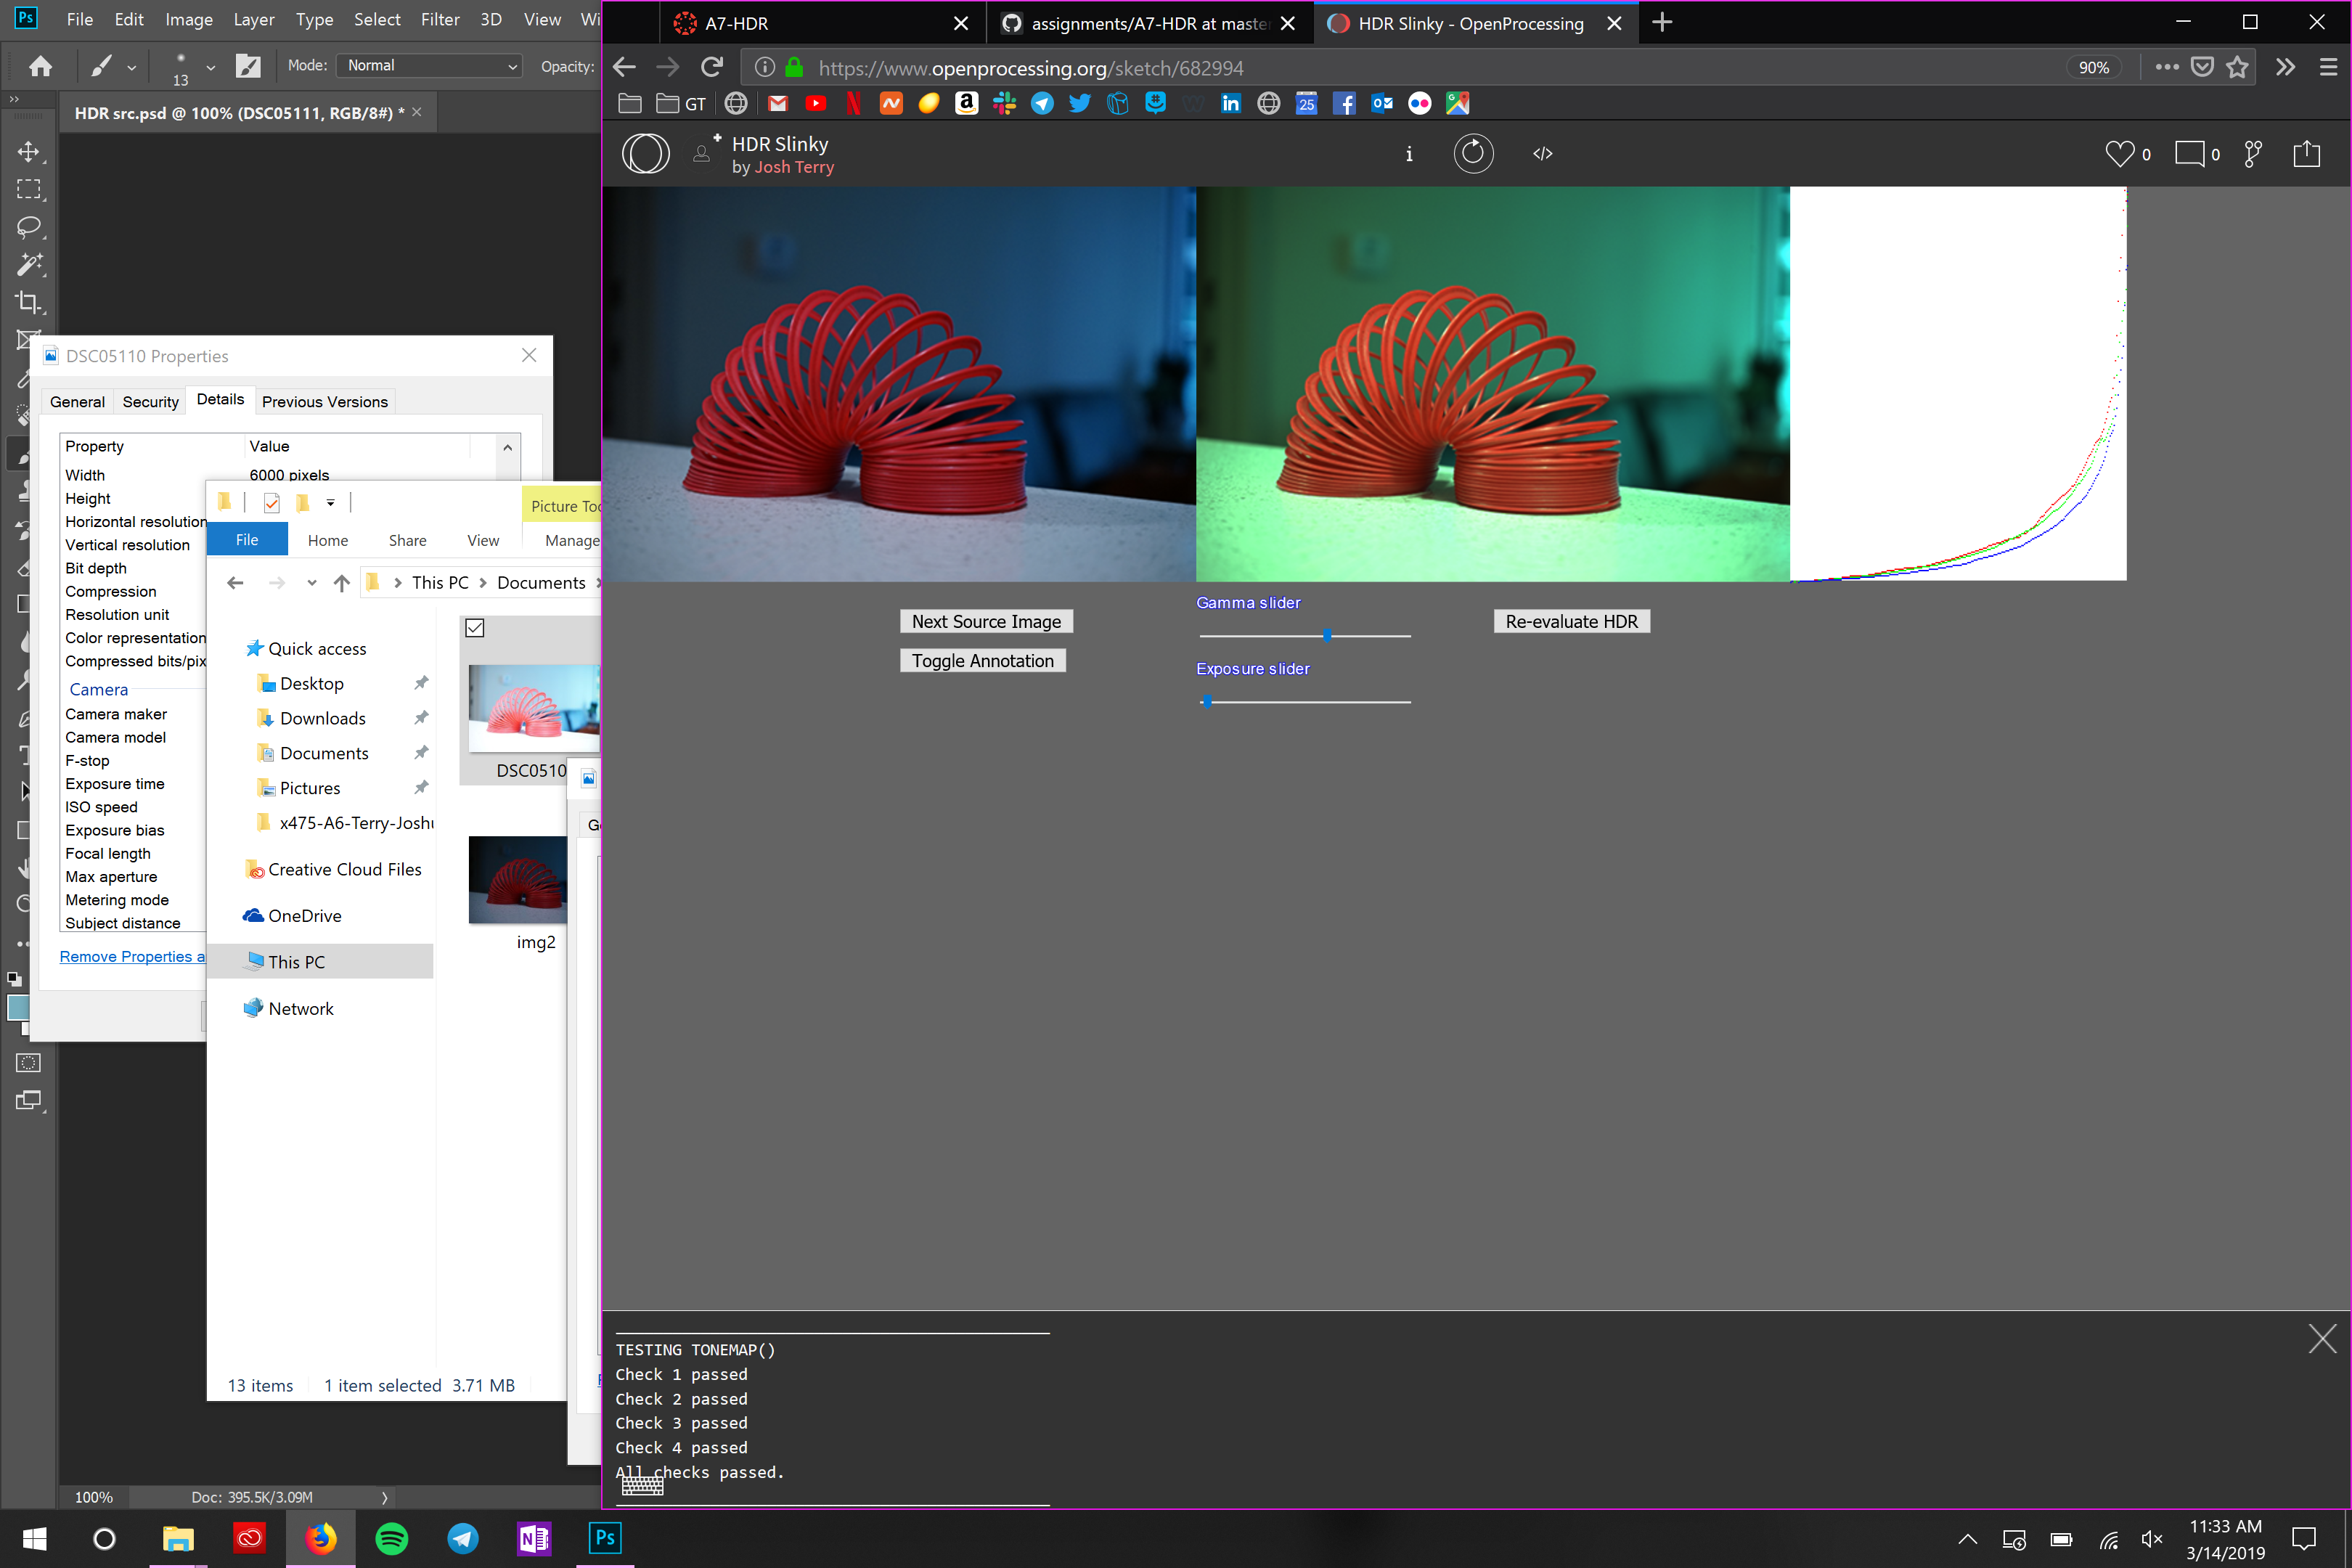 Ps File Edit Image Layer Type Select Filter 3D View Wi
13 Mode: Normal Opacity:
HDR src.psd @ 100% (DSC05111, RGB/8#) *
A7-HDR
assignments/A7-HDR at maste
HDR Slinky - OpenProcessing
https://www.openprocessing.org/sketch/682994
90%
GT
25
HDR Slinky
by Josh Terry
0
0
DSC05110 Properties
General Security Details Previous Versions
Property Value
Width 6000 pixels
Height
Horizontal resolution
Vertical resolution
Bit depth
Compression
Resolution unit
Color representation
Compressed bits/pix
Camera
Camera maker
Camera model
F-stop
Exposure time
ISO speed
Exposure bias
Focal length
Max aperture
Metering mode
Subject distance
Remove Properties a
Picture Too
File Home Share View Manage
This PC Documents
Quick access
Desktop
Downloads
Documents
Pictures
x475-A6-Terry-Joshu
Creative Cloud Files
OneDrive
This PC
Network
DSC0510
img2
13 items 1 item selected 3.71 MB
Next Source Image
Toggle Annotation
Gamma slider
Exposure slider
Re-evaluate HDR
TESTING TONEMAP()
Check 1 passed
Check 2 passed
Check 3 passed
Check 4 passed
All checks passed.
100% Doc: 395.5K/3.09M
Ps
11:33 AM
3/14/2019